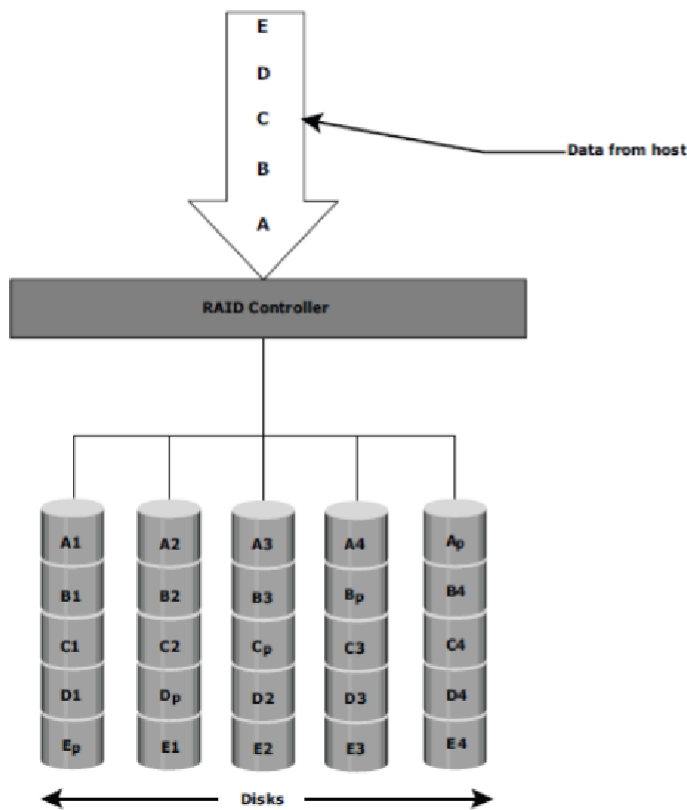 E
D
C
Data from host
B
A
RAID Controller
A1 A2 A3 A4 Ap
B1 B2 B3 Bp B4
C1 C2 Cp C3 C4
D1 Dp D2 D3 D4
Ep E1 E2 E3 E4
Disks